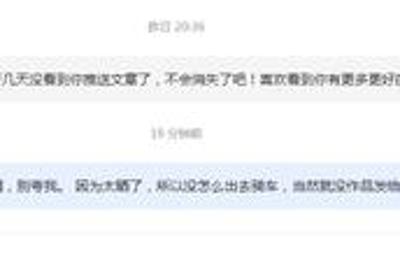 昨日 20:36
几天没看到你推送文章了，不会消失了吧！喜欢看到你有更多更好
15 分钟前
，别夸我。 因为太晒了，所以没怎么出去骑车，当然就没作品发